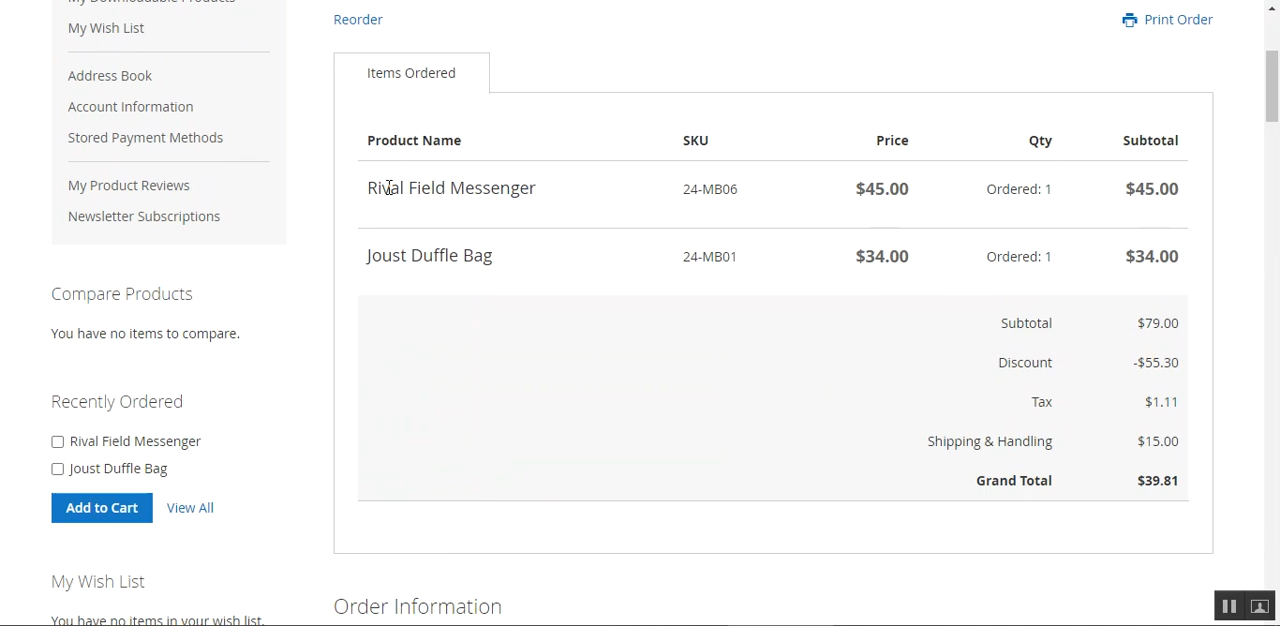 My Downloadable Products
My Wish List
Address Book
Account Information
Stored Payment Methods
My Product Reviews
Newsletter Subscriptions
Compare Products
You have no items to compare.
Recently Ordered
Rival Field Messenger
Joust Duffle Bag
Add to Cart View All
My Wish List
You have no items in your wish list.
Reorder Print Order
Items Ordered
Product Name SKU Price Qty Subtotal
Rival Field Messenger 24-MB06 $45.00 Ordered: 1 $45.00
Joust Duffle Bag 24-MB01 $34.00 Ordered: 1 $34.00
Subtotal $79.00
Discount -$55.30
Tax $1.11
Shipping & Handling $15.00
Grand Total $39.81
Order Information